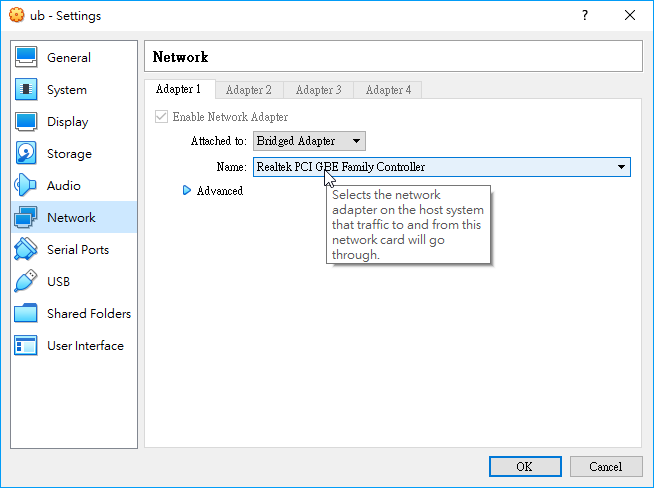 ub - Settings
General
System
Display
Storage
Audio
Network
Serial Ports
USB
Shared Folders
User Interface
Network
Adapter 1 Adapter 2 Adapter 3 Adapter 4
Enable Network Adapter
Attached to: Bridged Adapter
Name: Realtek PCI GBE Family Controller
Advanced
Selects the network
adapter on the host system
that traffic to and from this
network card will go
through.
OK Cancel